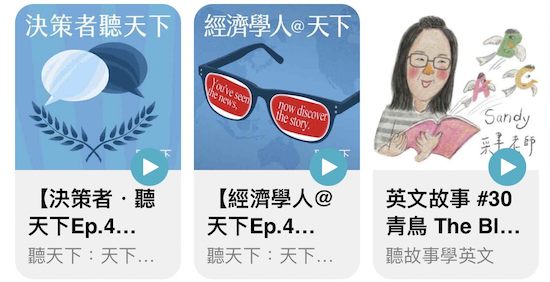 決策者聽天下
經濟學人@天下
You've seen
the news,
now discover
the story.
Sandy
老師
【決策者．聽
天下Ep.4...
聽天下：天下...
【經濟學人@
天下Ep.4...
聽天下：天下...
英文故事 #30
青鳥 The Bl...
聽故事學英文